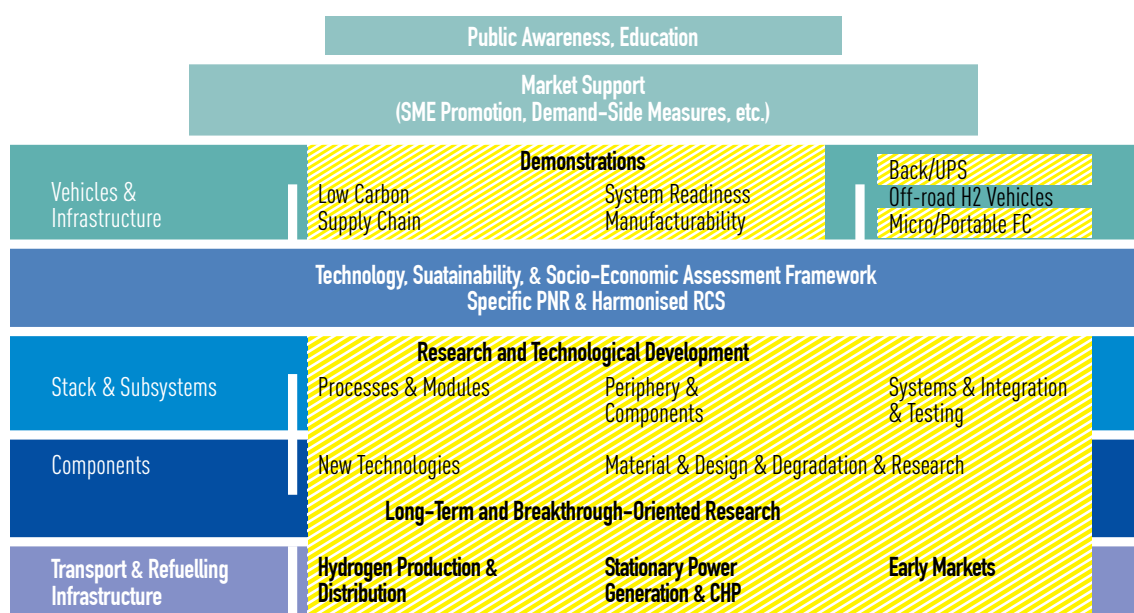 Public Awareness, Education
Market Support
(SME Promotion, Demand-Side Measures, etc.)
Demonstrations
Vehicles &
Infrastructure
Low Carbon
Supply Chain
System Readiness
Manufacturability
Back/UPS
Off-road H2 Vehicles
Micro/Portable FC
Technology, Suatainability, & Socio-Economic Assessment Framework
Specific PNR & Harmonised RCS
Research and Technological Development
Stack & Subsystems
Processes & Modules
Periphery &
Components
Systems & Integration
& Testing
Components
New Technologies
Material & Design & Degradation & Research
Long-Term and Breakthrough-Oriented Research
Transport & Refuelling
Infrastructure
Hydrogen Production &
Distribution
Stationary Power
Generation & CHP
Early Markets